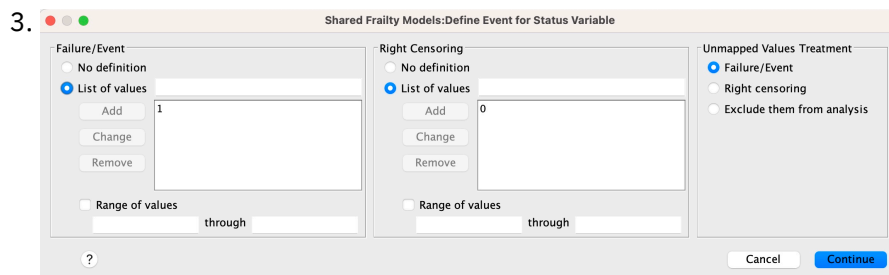 3.
Shared Frailty Models:Define Event for Status Variable
Failure/Event
No definition
List of values
Add
1
Change
Remove
Range of values
through
Right Censoring
No definition
List of values
Add
0
Change
Remove
Range of values
through
Unmapped Values Treatment
Failure/Event
Right censoring
Exclude them from analysis
?
Cancel
Continue